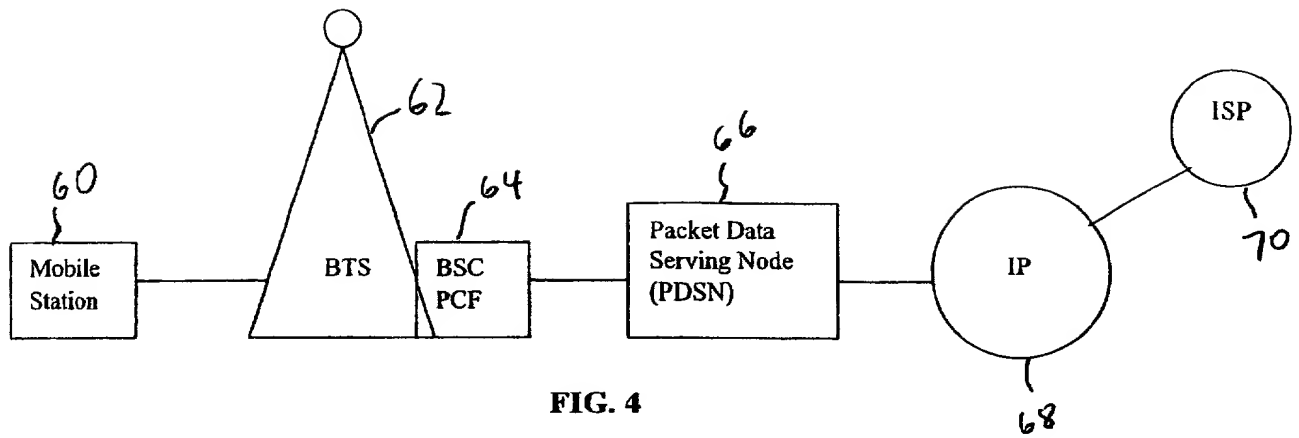 62
66
ISP
60
64
70
Mobile
Station
BTS
BSC
PCF
Packet Data
Serving Node
(PDSN)
IP
68
FIG. 4